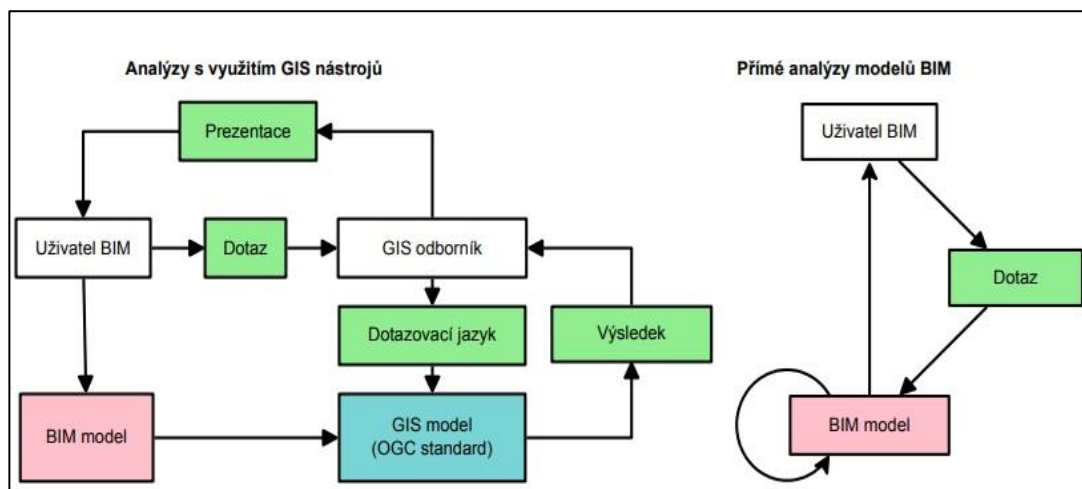 Analýzy s využitím GIS nástrojů
Prezentace
Uživatel BIM
Dotaz
GIS odborník
Dotazovací jazyk
Výsledek
BIM model
GIS model
(OGC standard)
Přímé analýzy modelů BIM
Uživatel BIM
Dotaz
BIM model